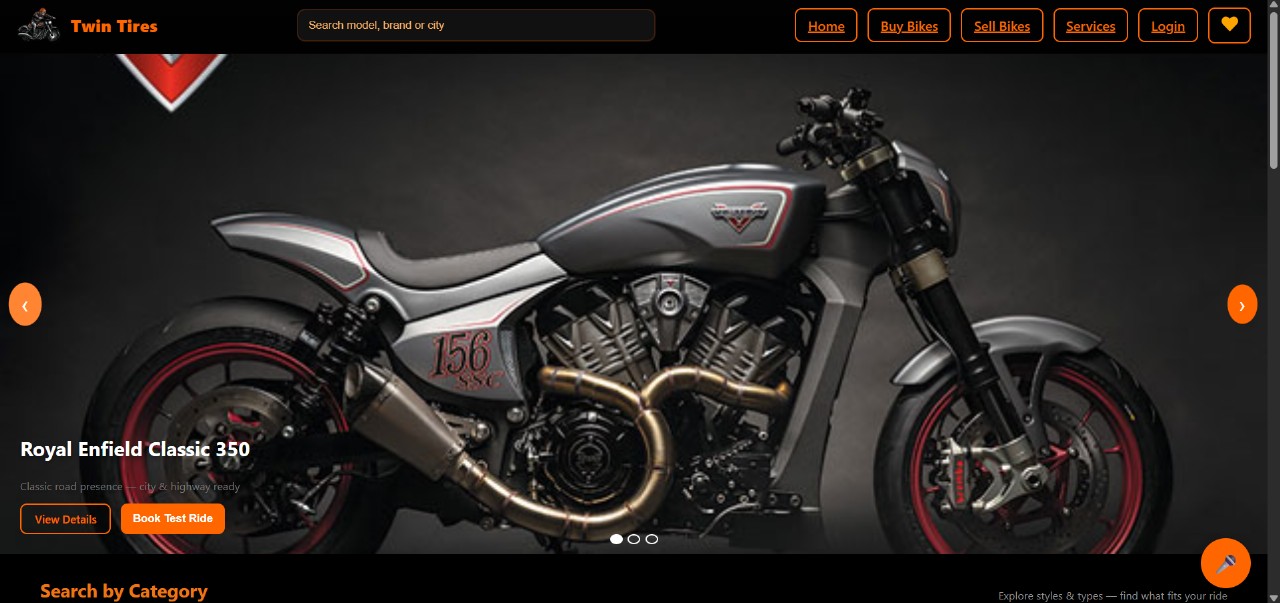 Twin Tires
Search model, brand or city
Home
Buy Bikes
Sell Bikes
Services
Login
VICTORY
156
SSC
brembo
Royal Enfield Classic 350
Classic road presence — city & highway ready
View Details
Book Test Ride
Search by Category
Explore styles & types — find what fits your ride